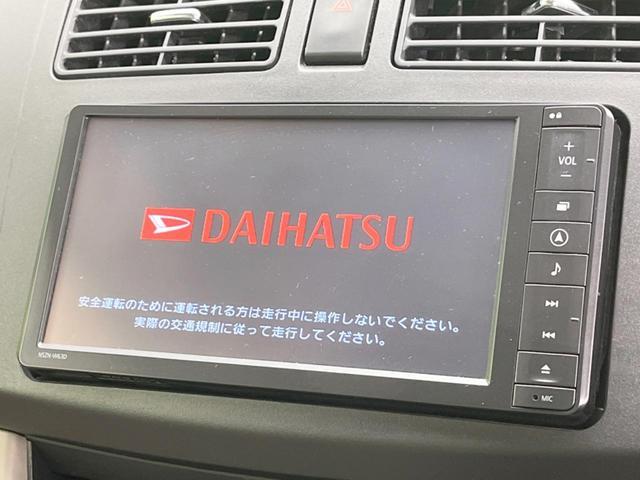 DAIHATSU
安全運転のために運転される方は走行中に操作しないでください。
実際の交通規制に従って走行してください。
NSZN-W63D
+
VOL
−
MIC